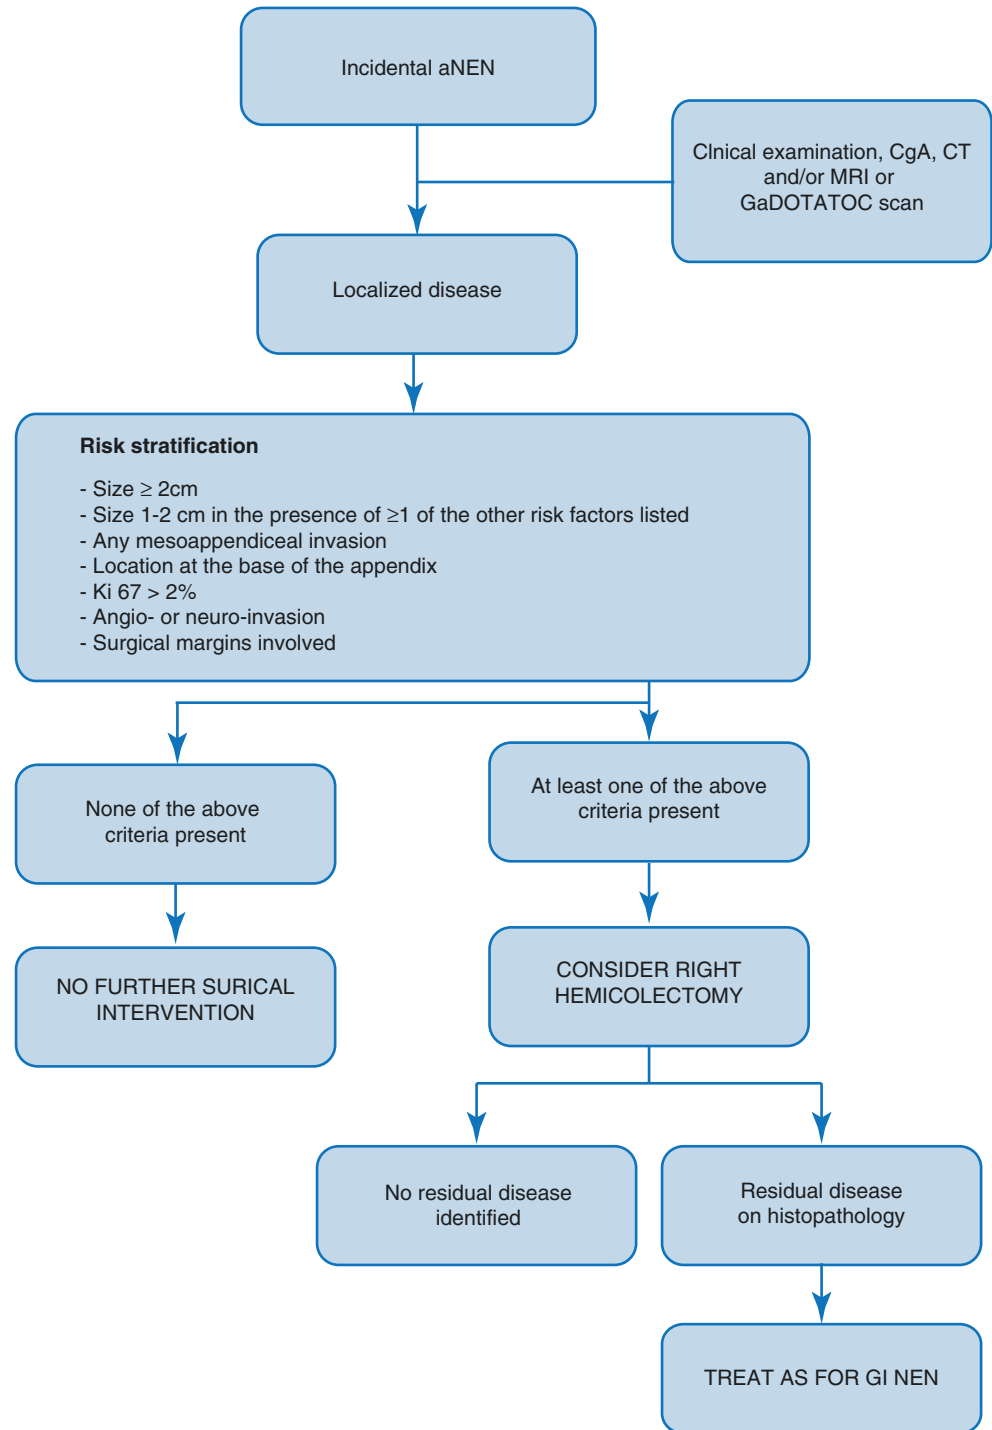 Incidental aNEN
Clnical examination, CgA, CT
and/or MRI or
GaDOTATOC scan
Localized disease
Risk stratification
- Size ≥ 2cm
- Size 1-2 cm in the presence of ≥1 of the other risk factors listed
- Any mesoappendiceal invasion
- Location at the base of the appendix
- Ki 67 > 2%
- Angio- or neuro-invasion
- Surgical margins involved
None of the above
criteria present
At least one of the above
criteria present
NO FURTHER SURICAL
INTERVENTION
CONSIDER RIGHT
HEMICOLECTOMY
No residual disease
identified
Residual disease
on histopathology
TREAT AS FOR GI NEN